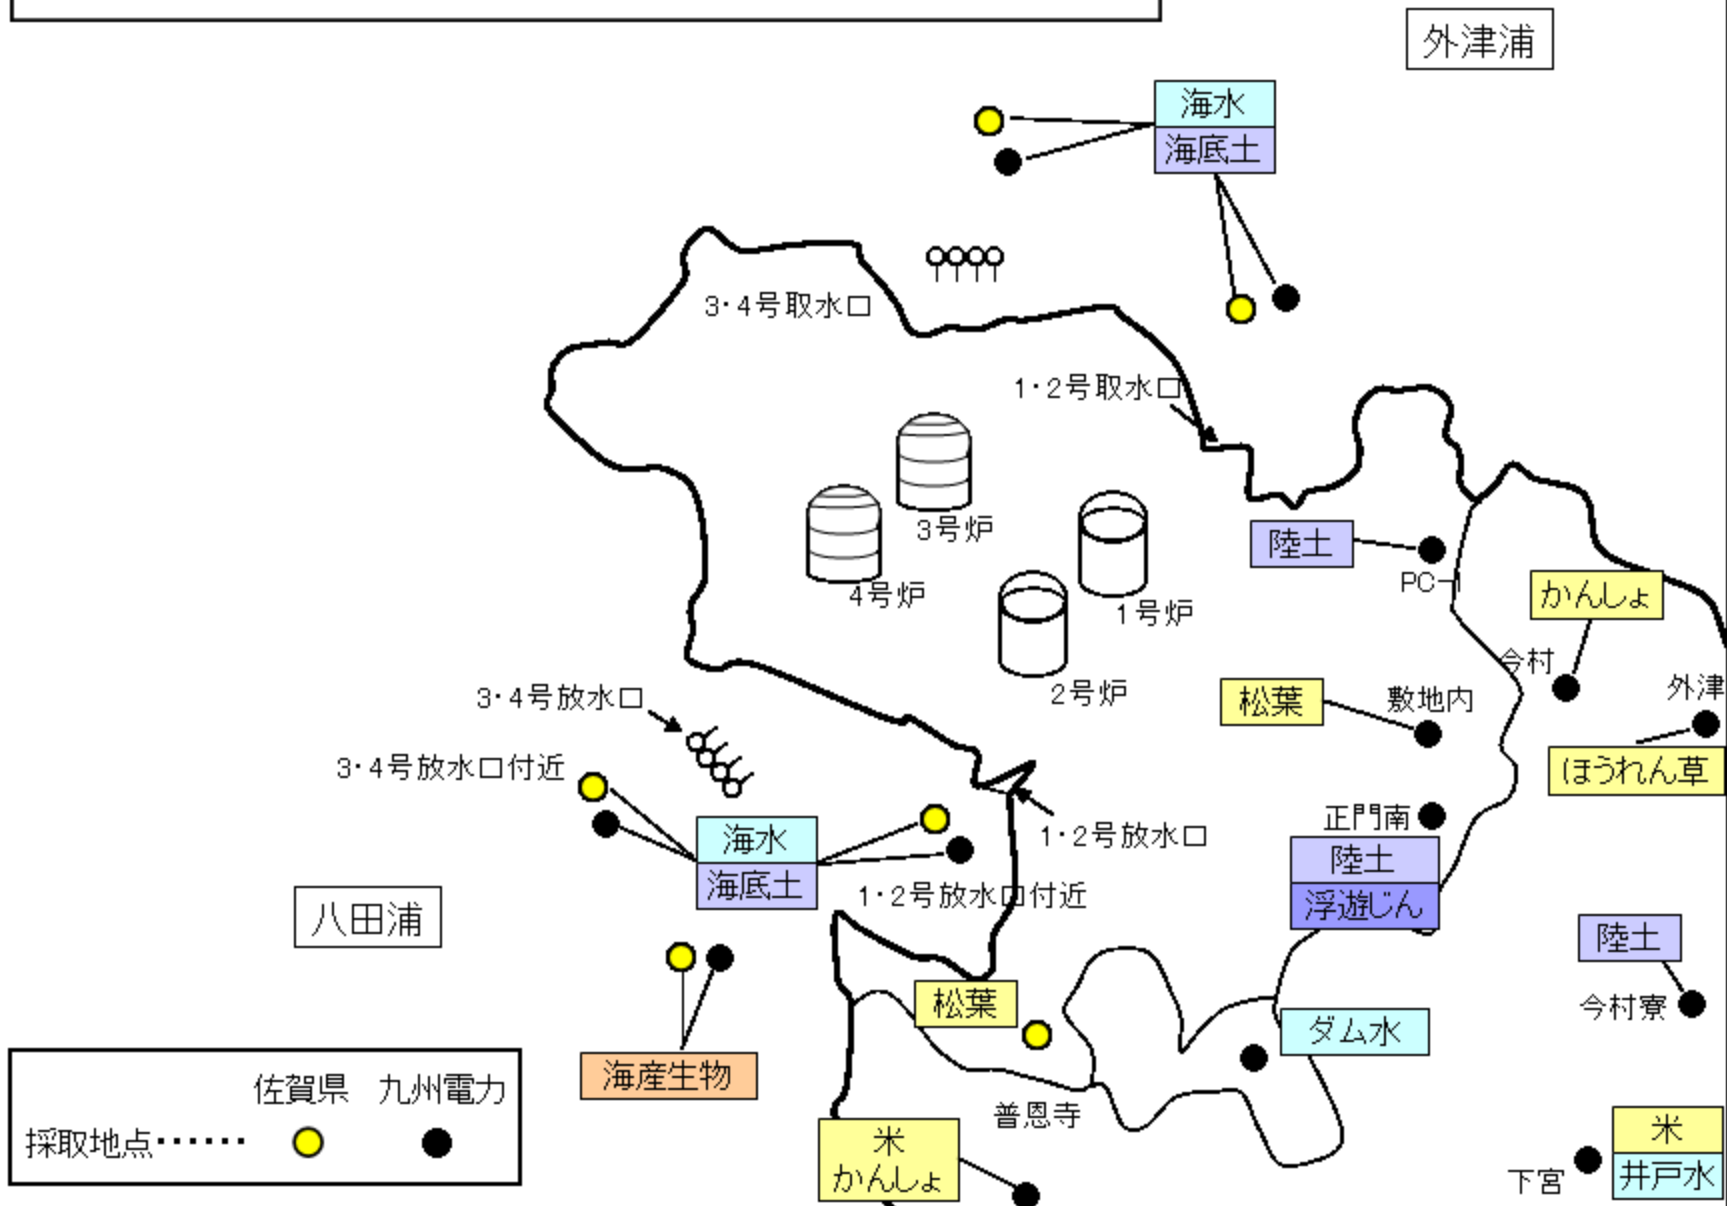 外津浦
海水
海底土
3・4号取水口
1・2号取水口
3号炉
陸土
4号炉
PC-1
かんしょ
1号炉
今村
2号炉
松葉
敷地内
外津
3・4号放水口
3・4号放水口付近
ほうれん草
正門南
1・2号放水口
海水
海底土
陸土
浮遊じん
1・2号放水口付近
八田浦
陸土
松葉
今村寮
ダム水
海産生物
佐賀県 九州電力
採取地点‥‥‥
普恩寺
米
かんしょ
米
井戸水
下宮